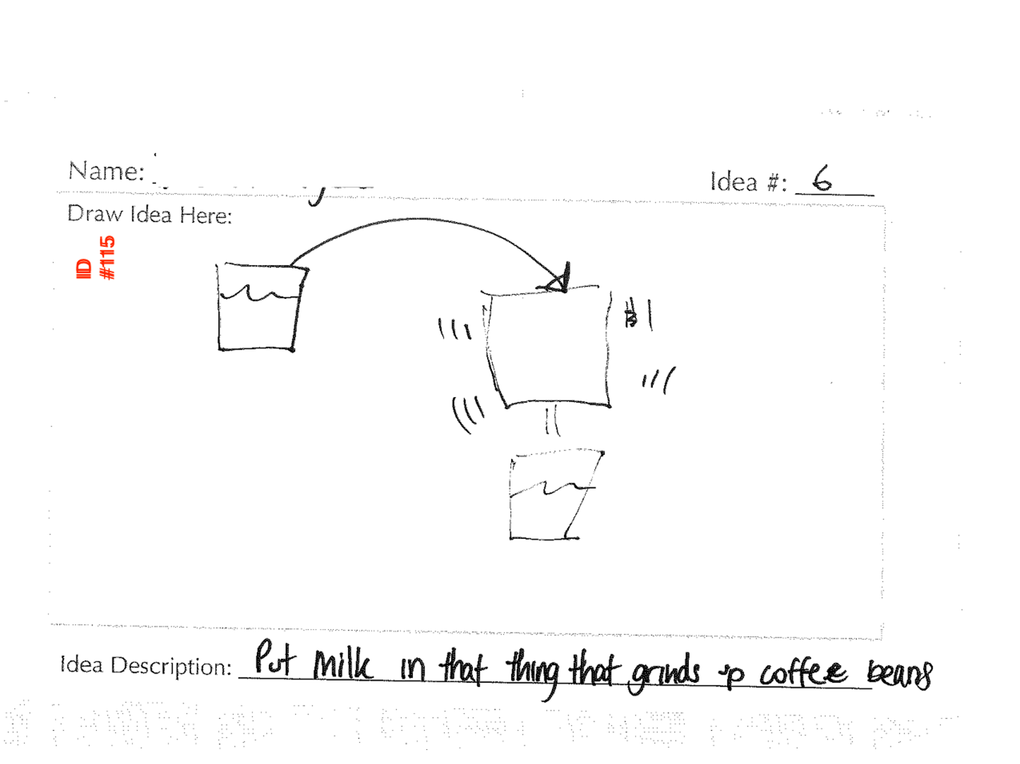 Name:
Idea #: 6
Draw Idea Here:
IID
#115
Idea Description: Put milk in that thing that grinds up coffee beans